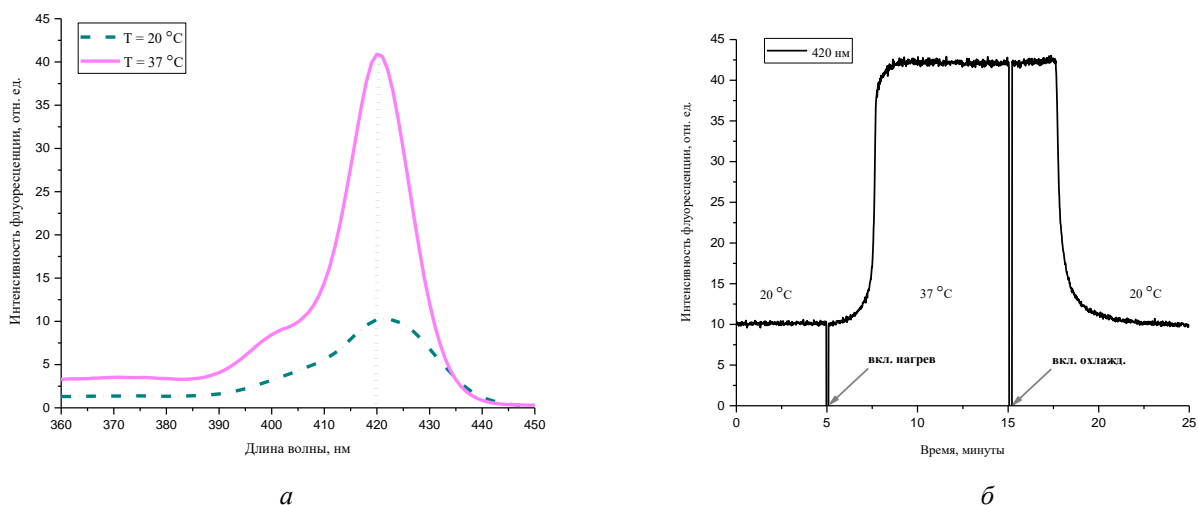 T = 20 °C
T = 37 °C
45
40
35
30
25
20
15
10
5
0
360 370 380 390 400 410 420 430 440 450
Интенсивность флуоресценции, отн. ед.
Длина волны, нм
а
420 нм
45
40
35
30
25
20
15
10
5
0
0 5 10 15 20 25
Интенсивность флуоресценции, отн. ед.
20 °C
37 °C
20 °C
вкл. нагрев
вкл. охлажд.
Время, минуты
б